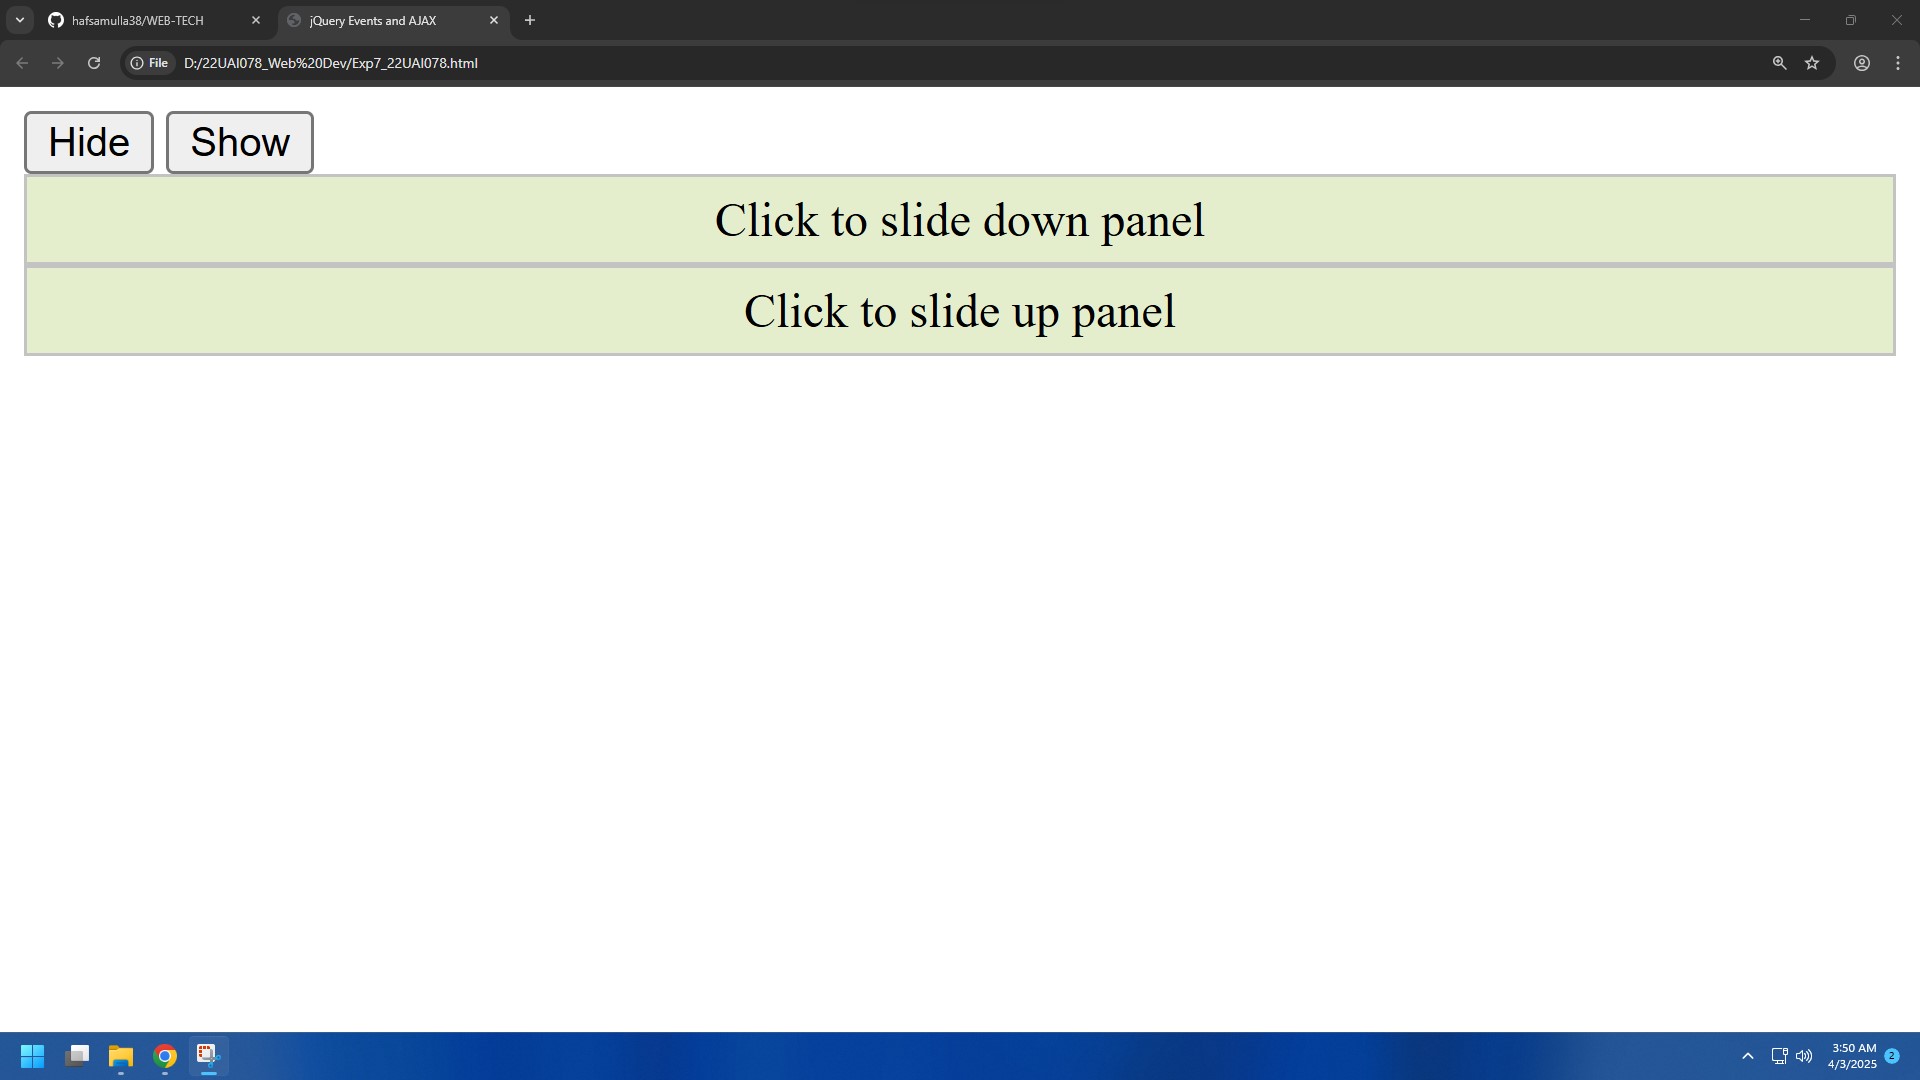 hafsamulla38/WEB-TECH
jQuery Events and AJAX
File
D:/22UAI078_Web%20Dev/Exp7_22UAI078.html
Hide
Show
Click to slide down panel
Click to slide up panel
3:50 AM
4/3/2025
2